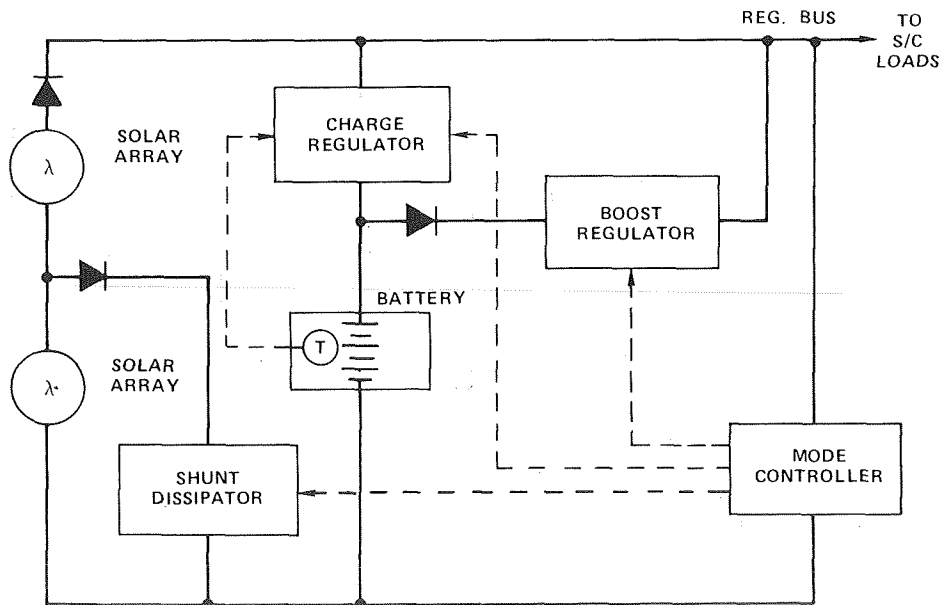 REG. BUS
TO
S/C
LOADS
SOLAR
ARRAY
λ
CHARGE
REGULATOR
BOOST
REGULATOR
BATTERY
T
SOLAR
ARRAY
λ
SHUNT
DISSIPATOR
MODE
CONTROLLER